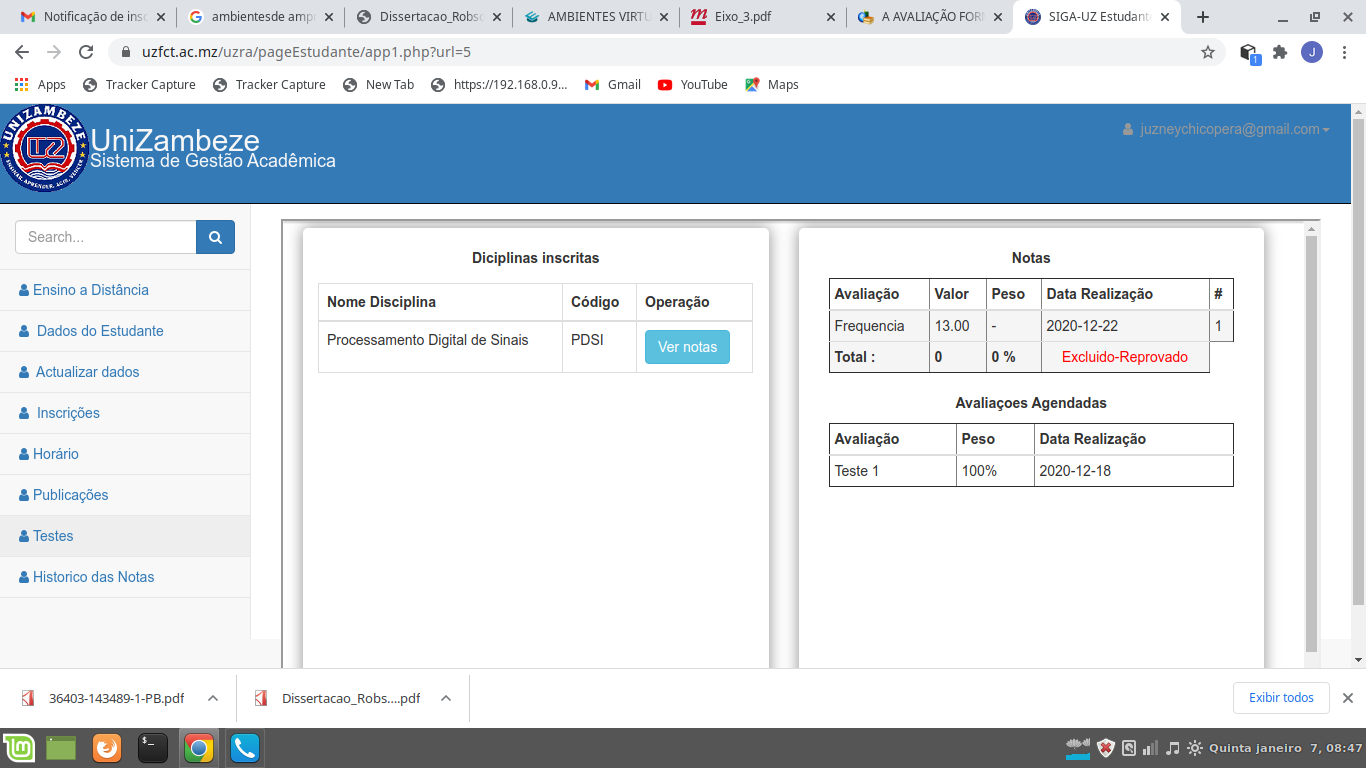 Notificação de insc
ambientesde ampr
Dissertacao_Robso
AMBIENTES VIRTU
Eixo_3.pdf
A AVALIAÇÃO FORM
SIGA-UZ Estudant
uzfct.ac.mz/uzra/pageEstudante/app1.php?url=5
1
J
Apps
Tracker Capture
Tracker Capture
New Tab
https://192.168.0.9...
Gmail
YouTube
Maps
UNIZAMBEZE
UniZambeze
Sistema de Gestão Acadêmica
juzneychicopera@gmail.com
Search...
Ensino a Distância
Dados do Estudante
Actualizar dados
Inscrições
Horário
Publicações
Testes
Historico das Notas
Diciplinas inscritas
Nome Disciplina Código Operação
Processamento Digital de Sinais PDSI Ver notas
Notas
Avaliação Valor Peso Data Realização #
Frequencia 13.00 - 2020-12-22 1
Total : 0 0 % Excluido-Reprovado
Avaliaçoes Agendadas
Avaliação Peso Data Realização
Teste 1 100% 2020-12-18
36403-143489-1-PB.pdf
Dissertacao_Robs....pdf
Exibir todos
Quinta janeiro 7, 08:47